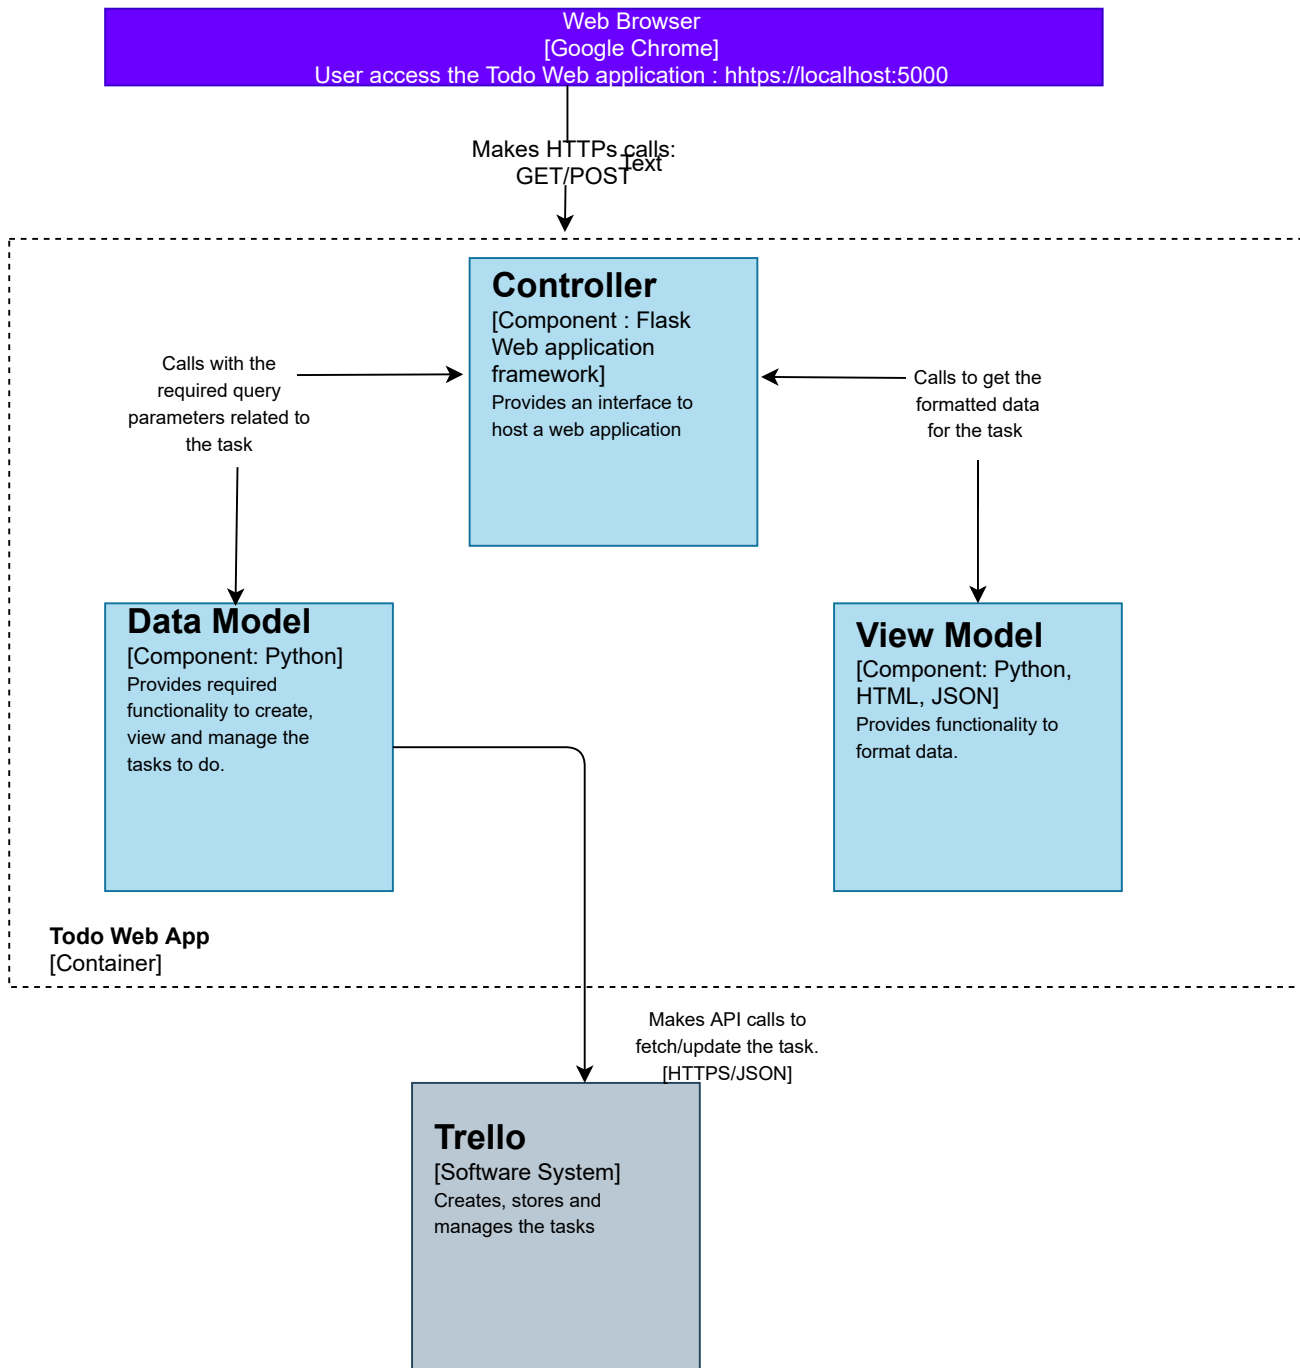 Web Browser
[Google Chrome]
User access the Todo Web application : hhtps://localhost:5000
Makes HTTPs calls:
GET/POST
Text
Controller
[Component : Flask
Web application
framework]
Provides an interface to
host a web application
Calls with the
required query
parameters related to
the task
Calls to get the
formatted data
for the task
Data Model
[Component: Python]
Provides required
functionality to create,
view and manage the
tasks to do.
View Model
[Component: Python,
HTML, JSON]
Provides functionality to
format data.
Todo Web App
[Container]
Makes API calls to
fetch/update the task.
[HTTPS/JSON]
Trello
[Software System]
Creates, stores and
manages the tasks